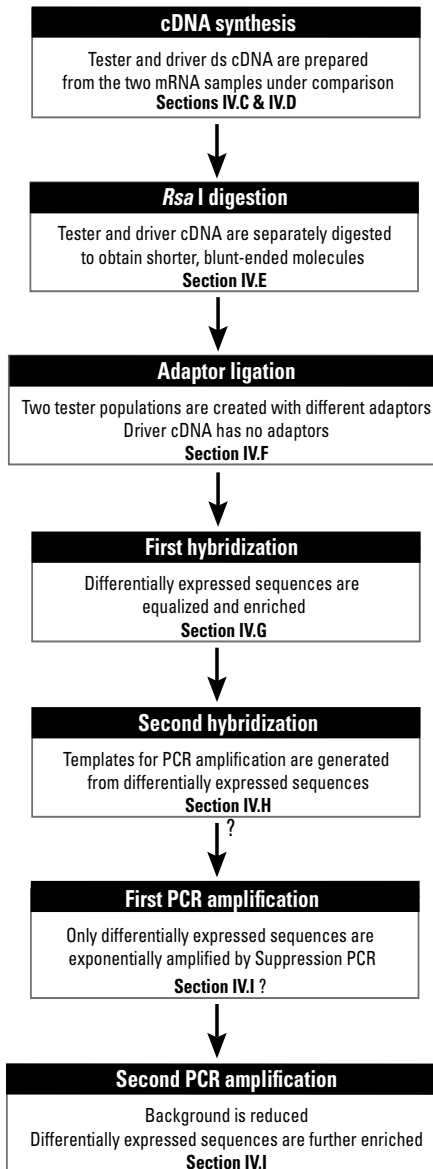 cDNA synthesis
Tester and driver ds cDNA are prepared
from the two mRNA samples under comparison
Sections IV.C & IV.D
Rsa I digestion
Tester and driver cDNA are separately digested
to obtain shorter, blunt-ended molecules
Section IV.E
Adaptor ligation
Two tester populations are created with different adaptors
Driver cDNA has no adaptors
Section IV.F
First hybridization
Differentially expressed sequences are
equalized and enriched
Section IV.G
Second hybridization
Templates for PCR amplification are generated
from differentially expressed sequences
Section IV.H
?
First PCR amplification
Only differentially expressed sequences are
exponentially amplified by Suppression PCR
Section IV.I ?
Second PCR amplification
Background is reduced
Differentially expressed sequences are further enriched
Section IV.I